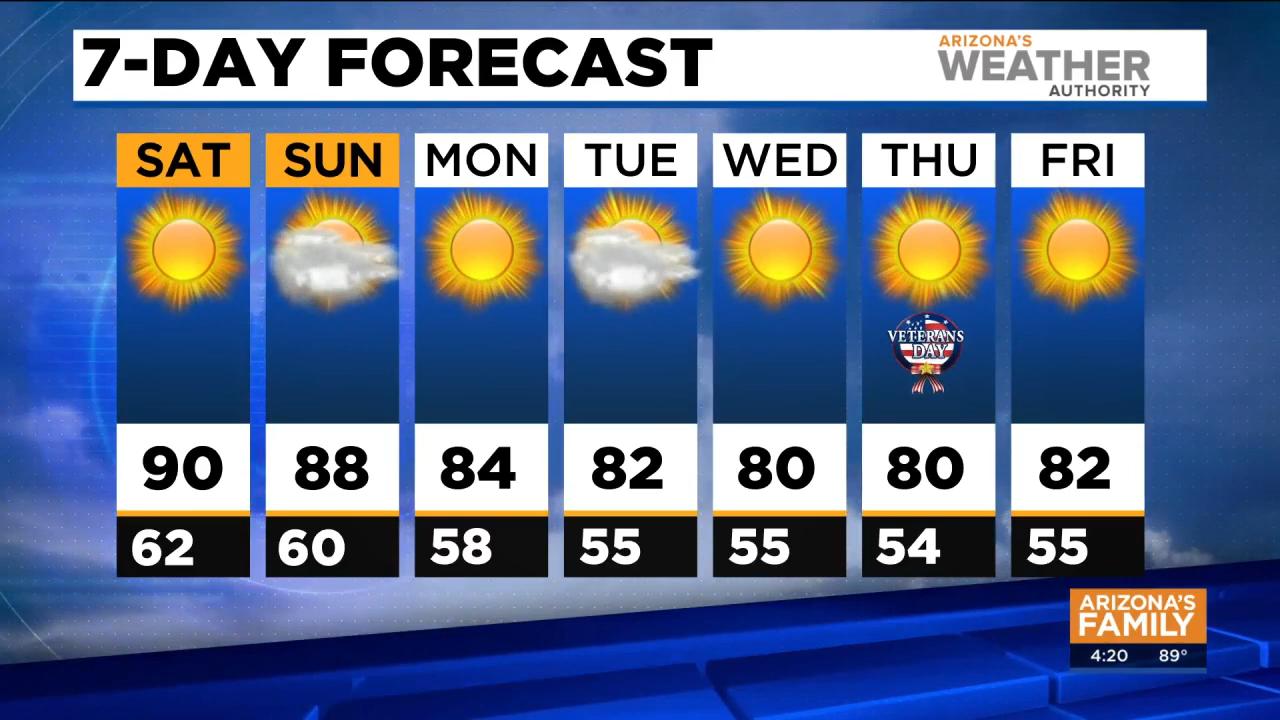 7-DAY FORECAST
ARIZONA'S
WEATHER
AUTHORITY
SAT SUN MON TUE WED THU FRI
VETERANS
DAY
90 88 84 82 80 80 82
62 60 58 55 55 54 55
ARIZONA'S
FAMILY
4:20 89°